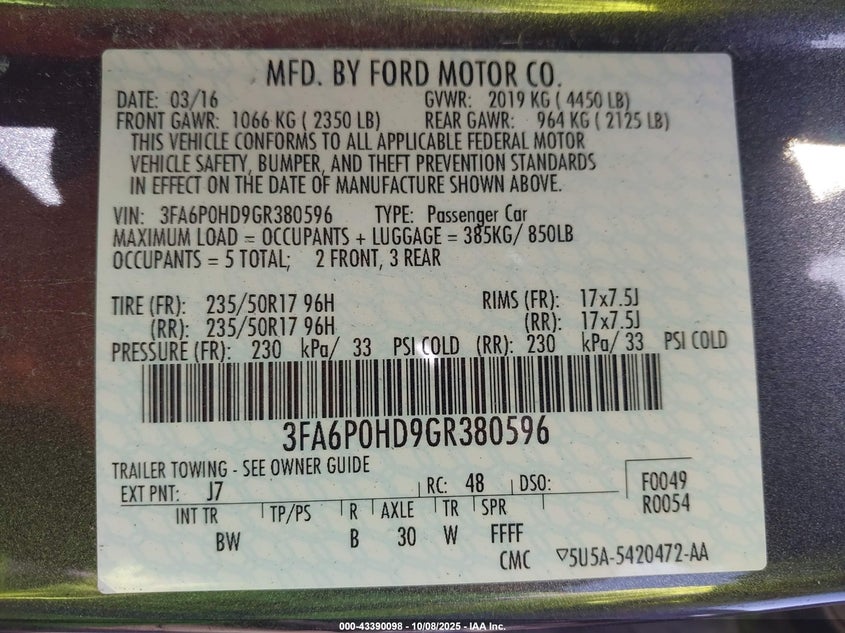 MFD. BY FORD MOTOR CO.
DATE: 03/16 GVWR: 2019 KG ( 4450 LB)
FRONT GAWR: 1066 KG ( 2350 LB) REAR GAWR: 964 KG ( 2125 LB)
THIS VEHICLE CONFORMS TO ALL APPLICABLE FEDERAL MOTOR
VEHICLE SAFETY, BUMPER, AND THEFT PREVENTION STANDARDS
IN EFFECT ON THE DATE OF MANUFACTURE SHOWN ABOVE.
VIN: 3FA6P0HD9GR380596 TYPE: Passenger Car
MAXIMUM LOAD = OCCUPANTS + LUGGAGE = 385KG/ 850LB
OCCUPANTS = 5 TOTAL; 2 FRONT, 3 REAR
TIRE (FR): 235/50R17 96H RIMS (FR): 17x7.5J
(RR): 235/50R17 96H (RR): 17x7.5J
PRESSURE (FR): 230 kPa/ 33 PSI COLD (RR): 230 kPa/ 33 PSI COLD
3FA6P0HD9GR380596
TRAILER TOWING - SEE OWNER GUIDE
EXT PNT: J7 RC: 48 DSO: F0049
R0054
INT TR TP/PS R AXLE TR SPR
BW B 30 W FFFF
CMC ▽5U5A-5420472-AA
000-43390098 - 10/08/2025 - IAA Inc.